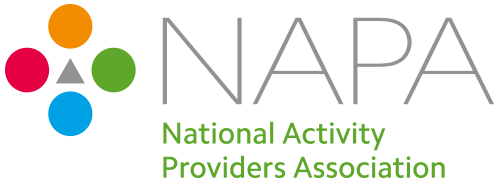 NAPA
National Activity
Providers Association